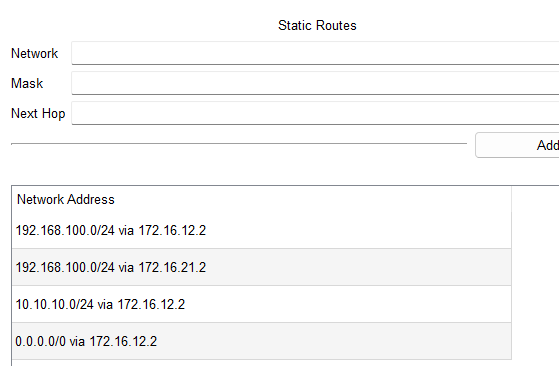 Static Routes
Network
Mask
Next Hop
Add
Network Address
192.168.100.0/24 via 172.16.12.2
192.168.100.0/24 via 172.16.21.2
10.10.10.0/24 via 172.16.12.2
0.0.0.0/0 via 172.16.12.2